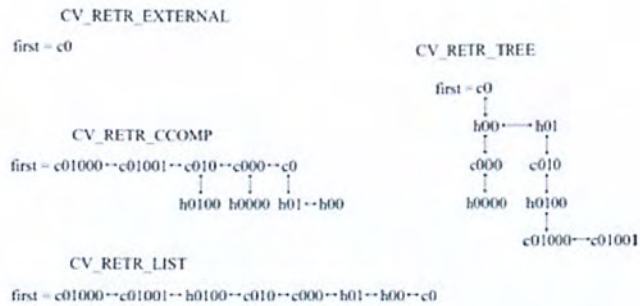 CV_RETR_EXTERNAL
first = c0
CV_RETR_CCOMP
first = c01000↔c01001↔c010↔c000↔c0
h0100 h0000 h01↔h00
CV_RETR_LIST
first = c01000↔c01001↔h0100↔c010↔c000↔h01↔h00↔c0
CV_RETR_TREE
first = c0
h00↔h01
c000 c010
h0000 h0100
c01000↔c01001